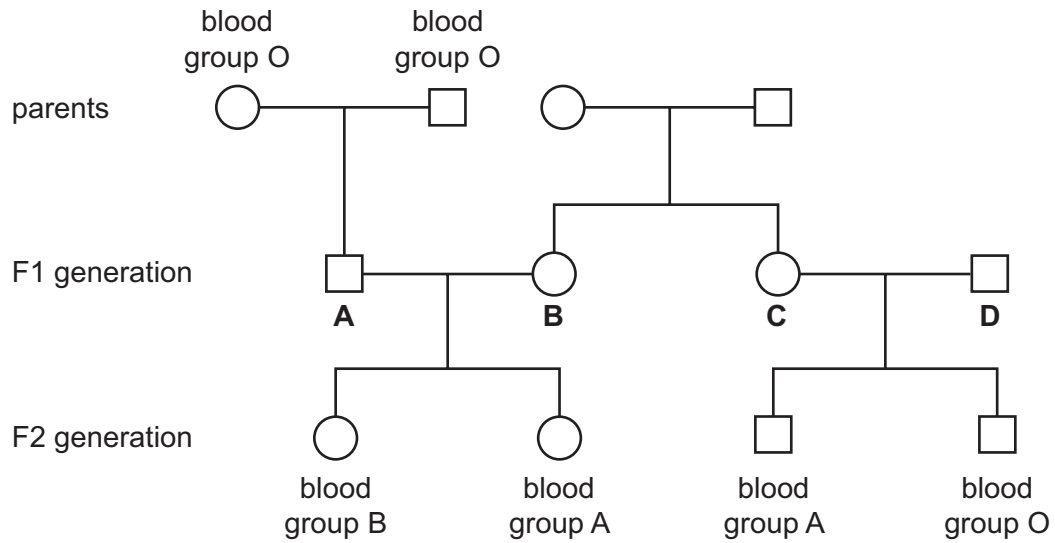 blood
group O
blood
group O
parents
F1 generation
A
B
C
D
F2 generation
blood
group B
blood
group A
blood
group A
blood
group O